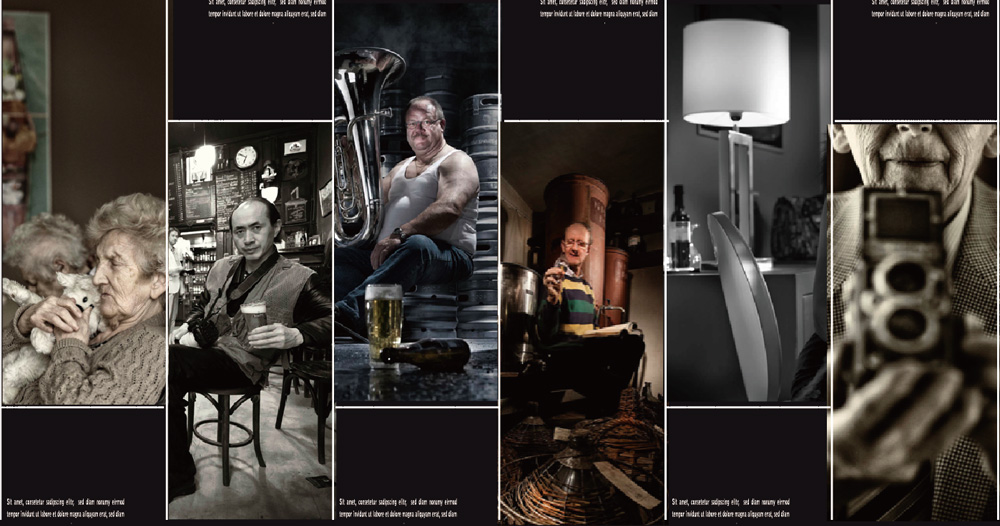 Sit amet, consetetur sadipscing elitr, sed diam nonumy eirmod
tempor invidunt ut labore et dolore magna aliquyam erat, sed diam
Sit amet, consetetur sadipscing elitr, sed diam nonumy eirmod
tempor invidunt ut labore et dolore magna aliquyam erat, sed diam
Sit amet, consetetur sadipscing elitr, sed diam nonumy eirmod
tempor invidunt ut labore et dolore magna aliquyam erat, sed diam
Sit amet, consetetur sadipscing elitr, sed diam nonumy eirmod
tempor invidunt ut labore et dolore magna aliquyam erat, sed diam
Sit amet, consetetur sadipscing elitr, sed diam nonumy eirmod
tempor invidunt ut labore et dolore magna aliquyam erat, sed diam
Sit amet, consetetur sadipscing elitr, sed diam nonumy eirmod
tempor invidunt ut labore et dolore magna aliquyam erat, sed diam